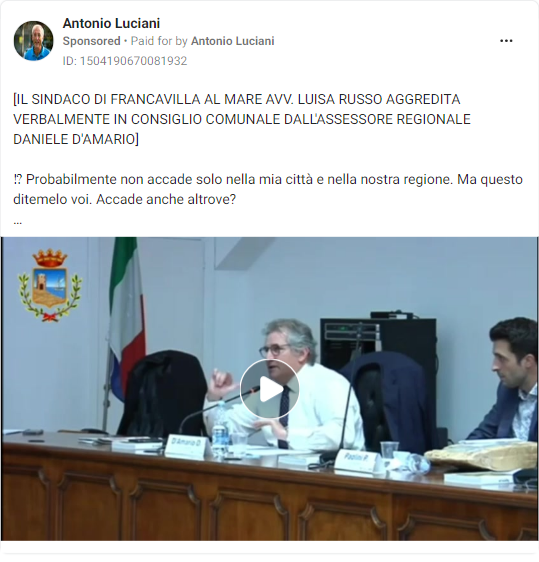 Antonio Luciani
Sponsored • Paid for by Antonio Luciani
ID: 1504190670081932
[IL SINDACO DI FRANCAVILLA AL MARE AVV. LUISA RUSSO AGGREDITA
VERBALMENTE IN CONSIGLIO COMUNALE DALL'ASSESSORE REGIONALE
DANIELE D'AMARIO]
⁉ Probabilmente non accade solo nella mia città e nella nostra regione. Ma questo
ditemelo voi. Accade anche altrove?
...
D'Amario D.